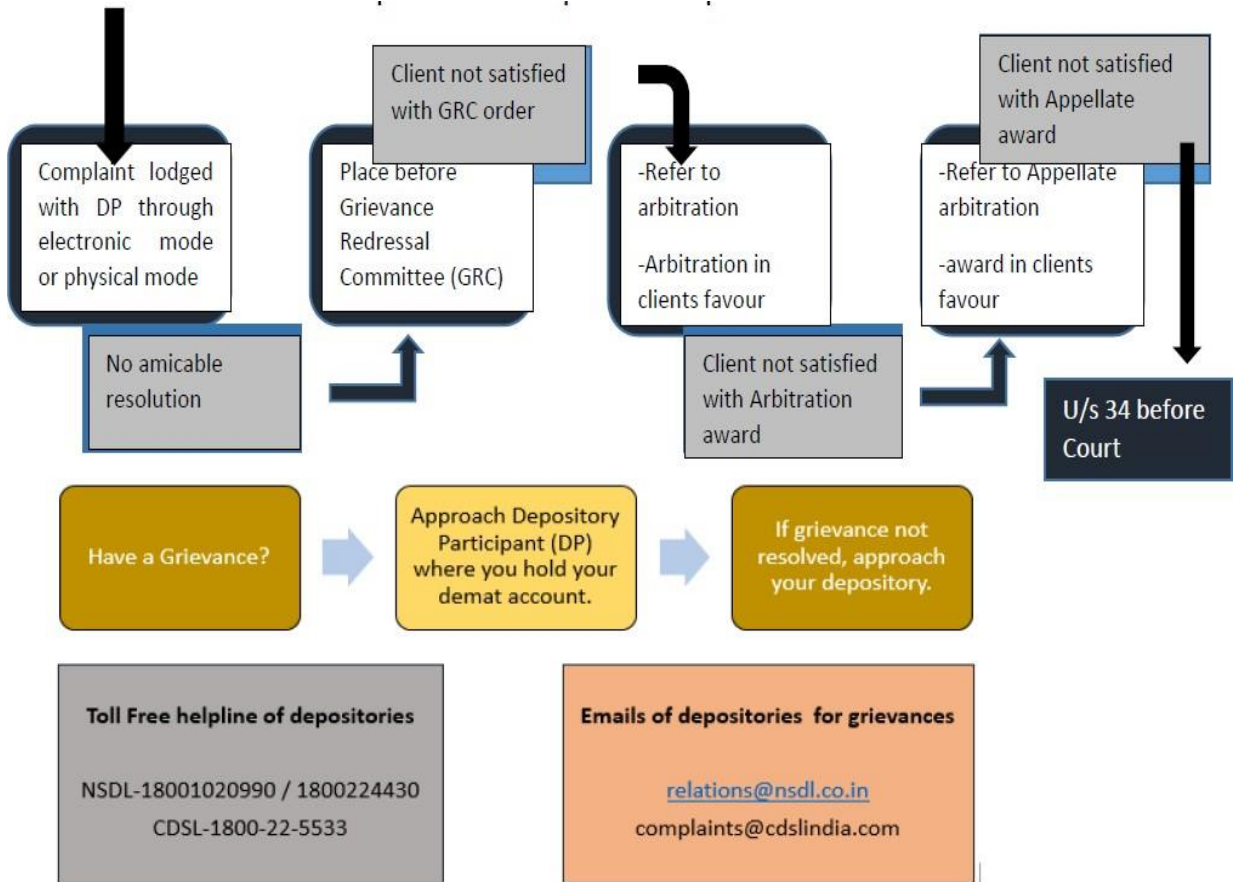 Complaint lodged
with DP through
electronic mode
or physical mode
No amicable
resolution
Place before
Grievance
Redressal
Committee (GRC)
Client not satisfied
with GRC order
-Refer to
arbitration
-Arbitration in
clients favour
Client not satisfied
with Arbitration
award
-Refer to Appellate
arbitration
-award in clients
favour
Client not satisfied
with Appellate
award
U/s 34 before
Court
Have a Grievance?
Approach Depository
Participant (DP)
where you hold your
demat account.
If grievance not
resolved, approach
your depository.
Toll Free helpline of depositories
NSDL-18001020990 / 1800224430
CDSL-1800-22-5533
Emails of depositories for grievances
relations@nsdl.co.in
complaints@cdslindia.com